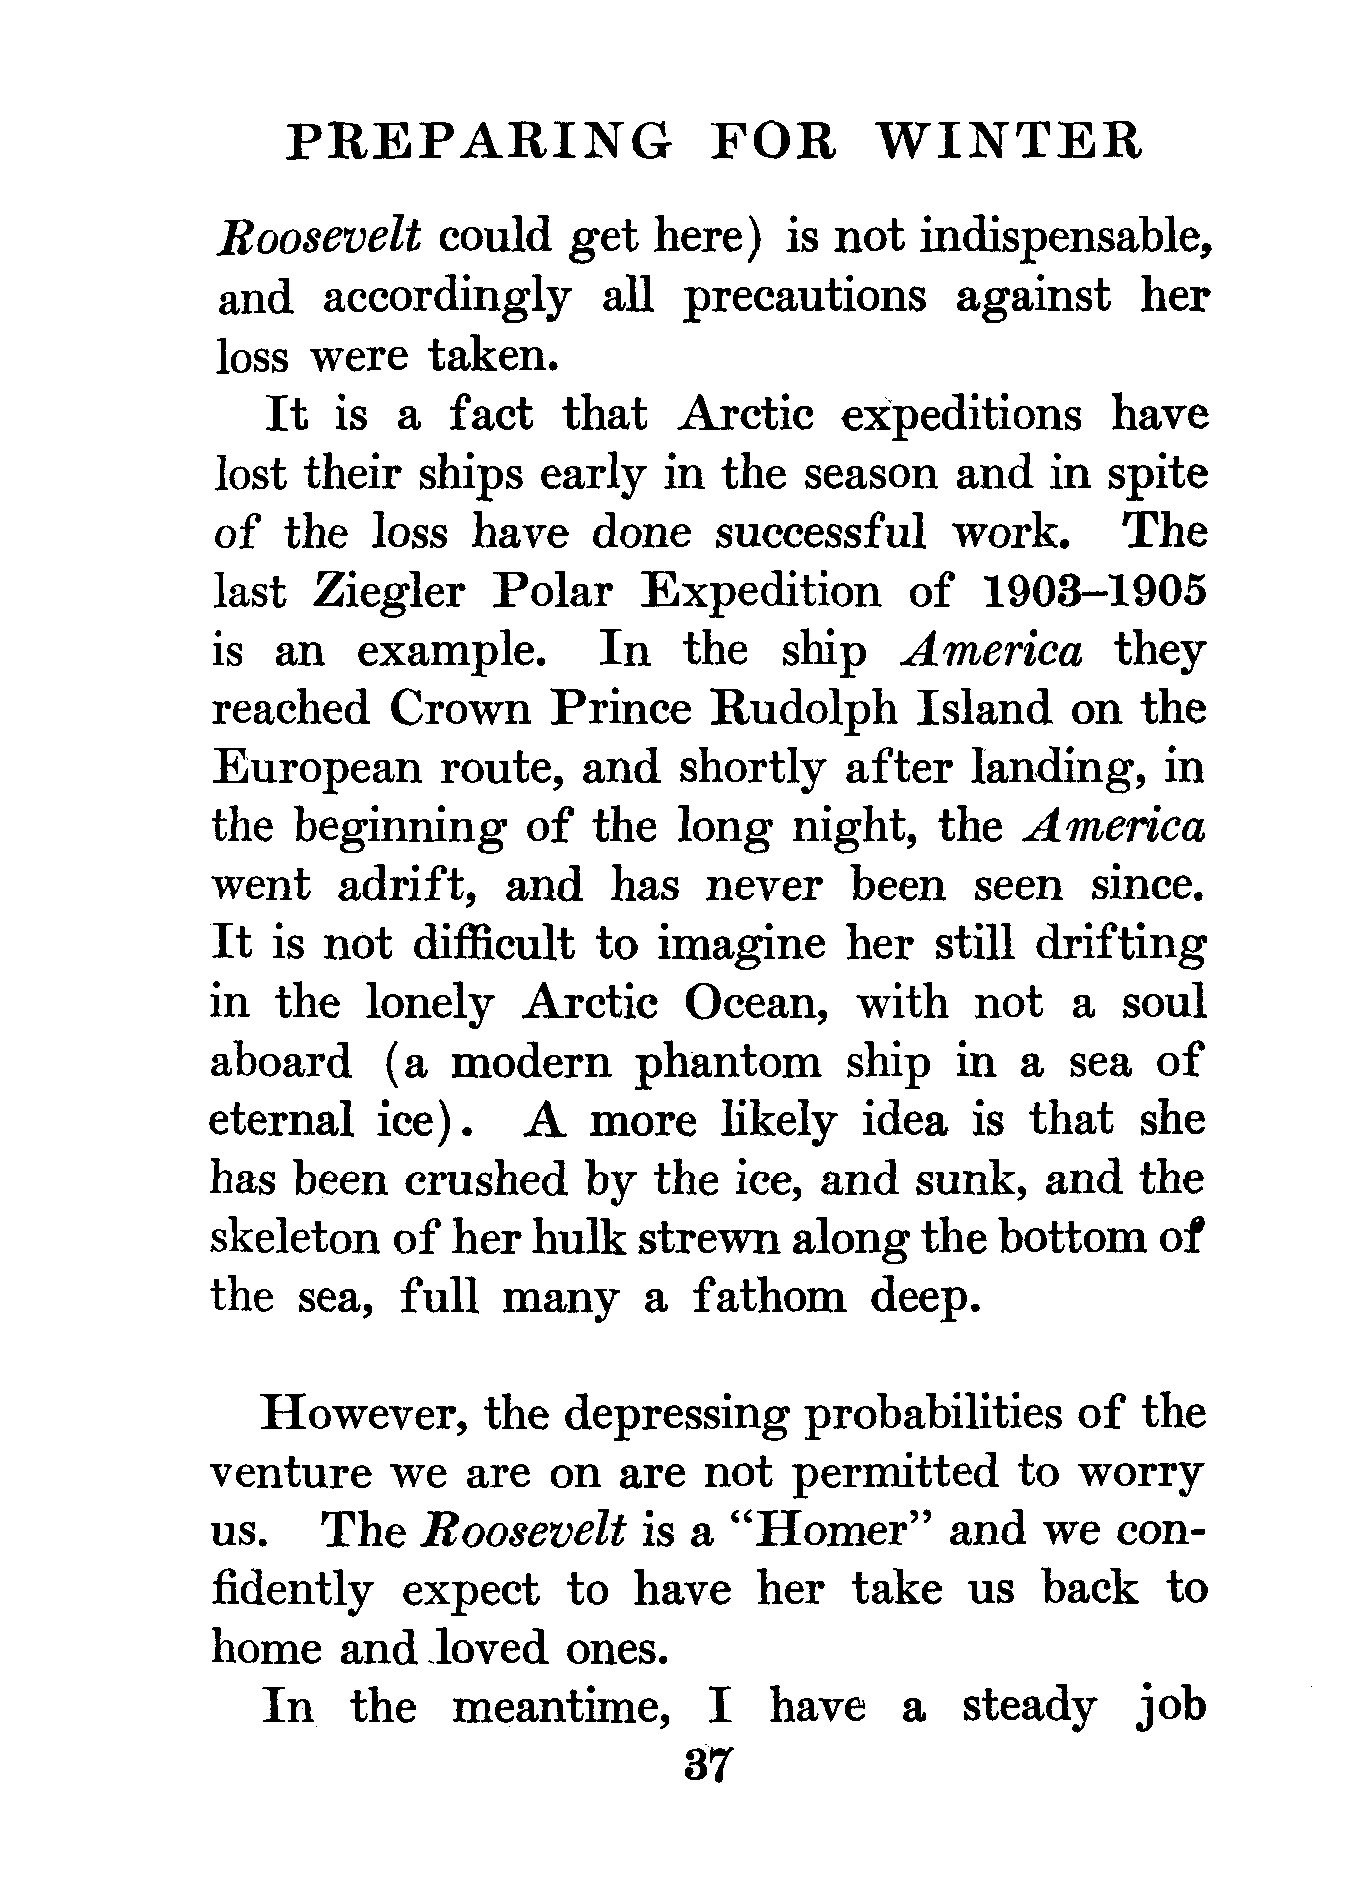 PREPARING FOR WINTER
Roosevelt could get here) is not indispensable,
and accordingly all precautions against her
loss were taken.
It is a fact that Arctic expeditions have
lost their ships early in the season and in spite
of the loss have done successful work. The
last Ziegler Polar Expedition of 1903–1905
is an example. In the ship America they
reached Crown Prince Rudolph Island on the
European route, and shortly after landing, in
the beginning of the long night, the America
went adrift, and has never been seen since.
It is not difficult to imagine her still drifting
in the lonely Arctic Ocean, with not a soul
aboard (a modern phantom ship in a sea of
eternal ice). A more likely idea is that she
has been crushed by the ice, and sunk, and the
skeleton of her hulk strewn along the bottom of
the sea, full many a fathom deep.
However, the depressing probabilities of the
venture we are on are not permitted to worry
us. The Roosevelt is a “Homer” and we con-
fidently expect to have her take us back to
home and loved ones.
In the meantime, I have a steady job
37